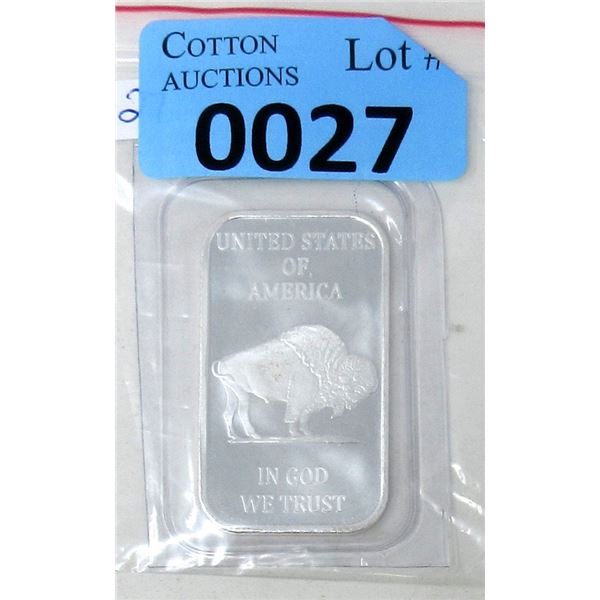 COTTON
AUCTIONS
Lot #
0027
UNITED STATES
OF
AMERICA
IN GOD
WE TRUST